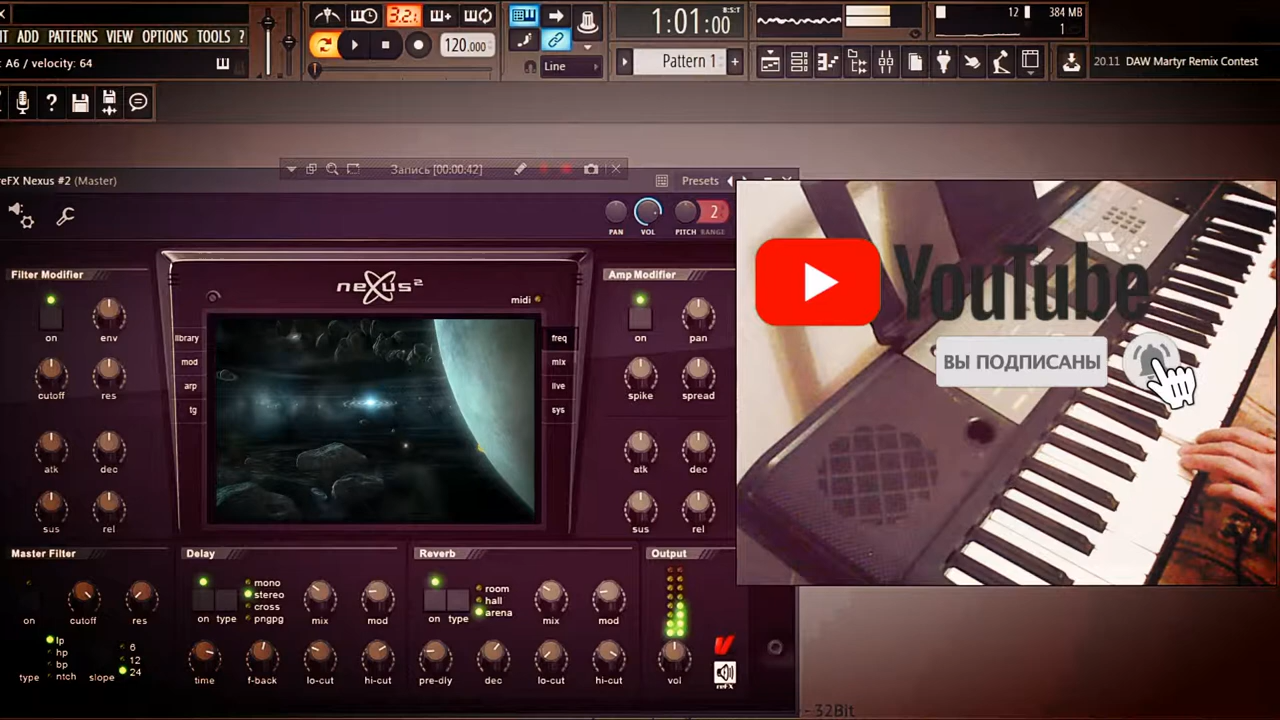 3.2.
120.000
1:01:00
B:S:T
12
384 MB
1
ADD PATTERNS VIEW OPTIONS TOOLS ?
A6 / velocity: 64
Line
Pattern 1
+
20.11 DAW Martyr Remix Contest
?
Запись [00:00:42]
eFX Nexus #2 (Master)
Presets
2
PAN
VOL
PITCH RANGE
Filter Modifier
on
env
cutoff
res
atk
dec
sus
rel
nexus²
midi
library
mod
arp
tg
freq
mix
live
sys
Amp Modifier
on
pan
spike
spread
atk
dec
sus
rel
YouTube
ВЫ ПОДПИСАНЫ
Master Filter
on
cutoff
res
lp
hp
bp
ntch
type
slope
6
12
24
Delay
on
type
mono
stereo
cross
pngpg
mix
mod
time
f-back
lo-cut
hi-cut
Reverb
on
type
room
hall
arena
mix
mod
pre-dly
dec
lo-cut
hi-cut
Output
vol
reFX
- 32Bit